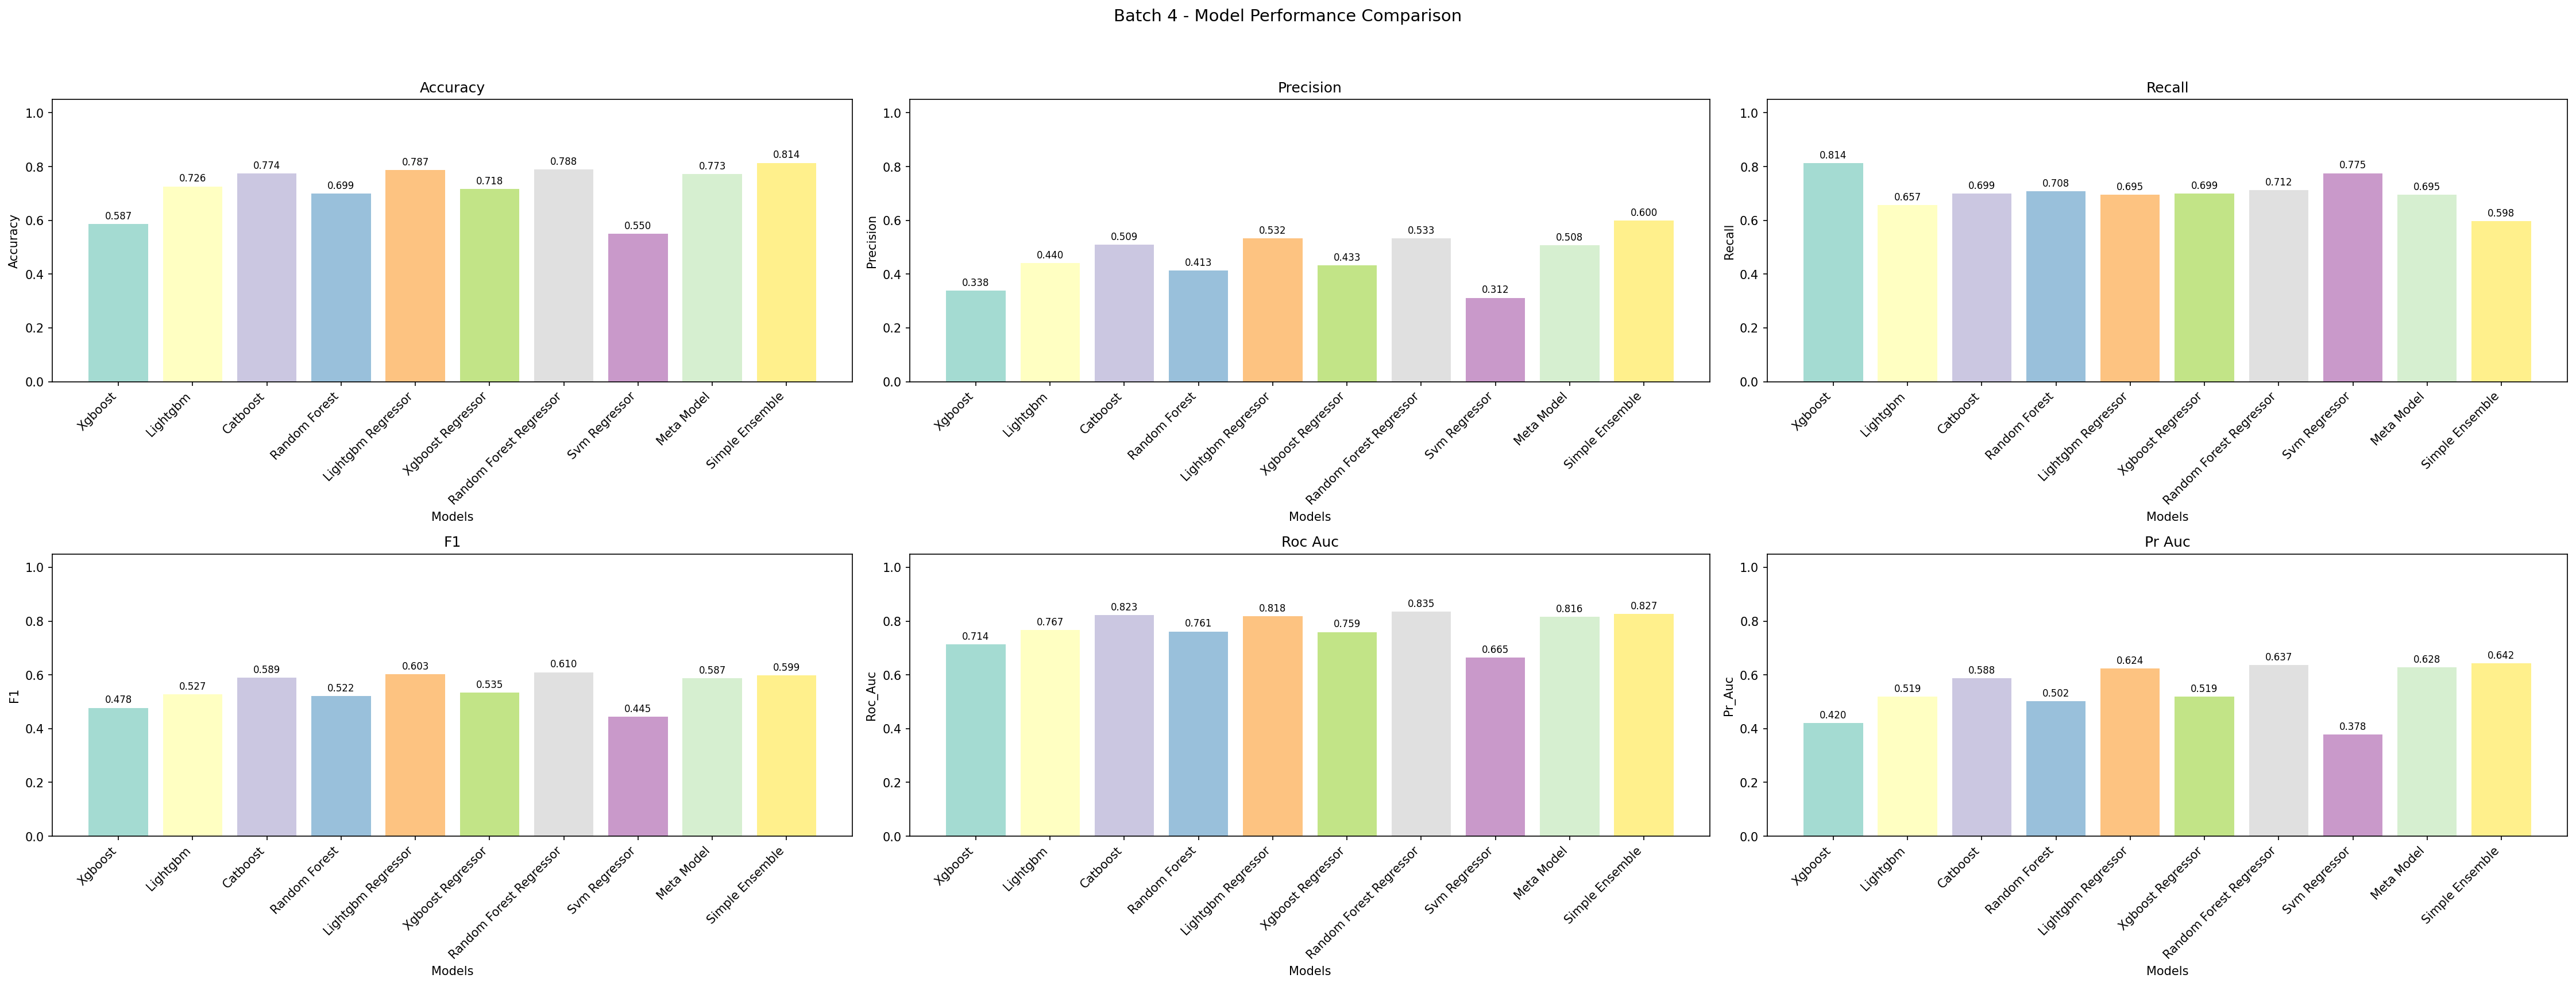 Batch 4 - Model Performance Comparison
Accuracy
Accuracy
1.0
0.8
0.6
0.4
0.2
0.0
0.587
0.726
0.774
0.699
0.787
0.718
0.788
0.550
0.773
0.814
Xgboost
Lightgbm
Catboost
Random Forest
Lightgbm Regressor
Xgboost Regressor
Random Forest Regressor
Svm Regressor
Meta Model
Simple Ensemble
Models
Precision
Precision
1.0
0.8
0.6
0.4
0.2
0.0
0.338
0.440
0.509
0.413
0.532
0.433
0.533
0.312
0.508
0.600
Xgboost
Lightgbm
Catboost
Random Forest
Lightgbm Regressor
Xgboost Regressor
Random Forest Regressor
Svm Regressor
Meta Model
Simple Ensemble
Models
Recall
Recall
1.0
0.8
0.6
0.4
0.2
0.0
0.814
0.657
0.699
0.708
0.695
0.699
0.712
0.775
0.695
0.598
Xgboost
Lightgbm
Catboost
Random Forest
Lightgbm Regressor
Xgboost Regressor
Random Forest Regressor
Svm Regressor
Meta Model
Simple Ensemble
Models
F1
F1
1.0
0.8
0.6
0.4
0.2
0.0
0.478
0.527
0.589
0.522
0.603
0.535
0.610
0.445
0.587
0.599
Xgboost
Lightgbm
Catboost
Random Forest
Lightgbm Regressor
Xgboost Regressor
Random Forest Regressor
Svm Regressor
Meta Model
Simple Ensemble
Models
Roc Auc
Roc_Auc
1.0
0.8
0.6
0.4
0.2
0.0
0.714
0.767
0.823
0.761
0.818
0.759
0.835
0.665
0.816
0.827
Xgboost
Lightgbm
Catboost
Random Forest
Lightgbm Regressor
Xgboost Regressor
Random Forest Regressor
Svm Regressor
Meta Model
Simple Ensemble
Models
Pr Auc
Pr_Auc
1.0
0.8
0.6
0.4
0.2
0.0
0.420
0.519
0.588
0.502
0.624
0.519
0.637
0.378
0.628
0.642
Xgboost
Lightgbm
Catboost
Random Forest
Lightgbm Regressor
Xgboost Regressor
Random Forest Regressor
Svm Regressor
Meta Model
Simple Ensemble
Models